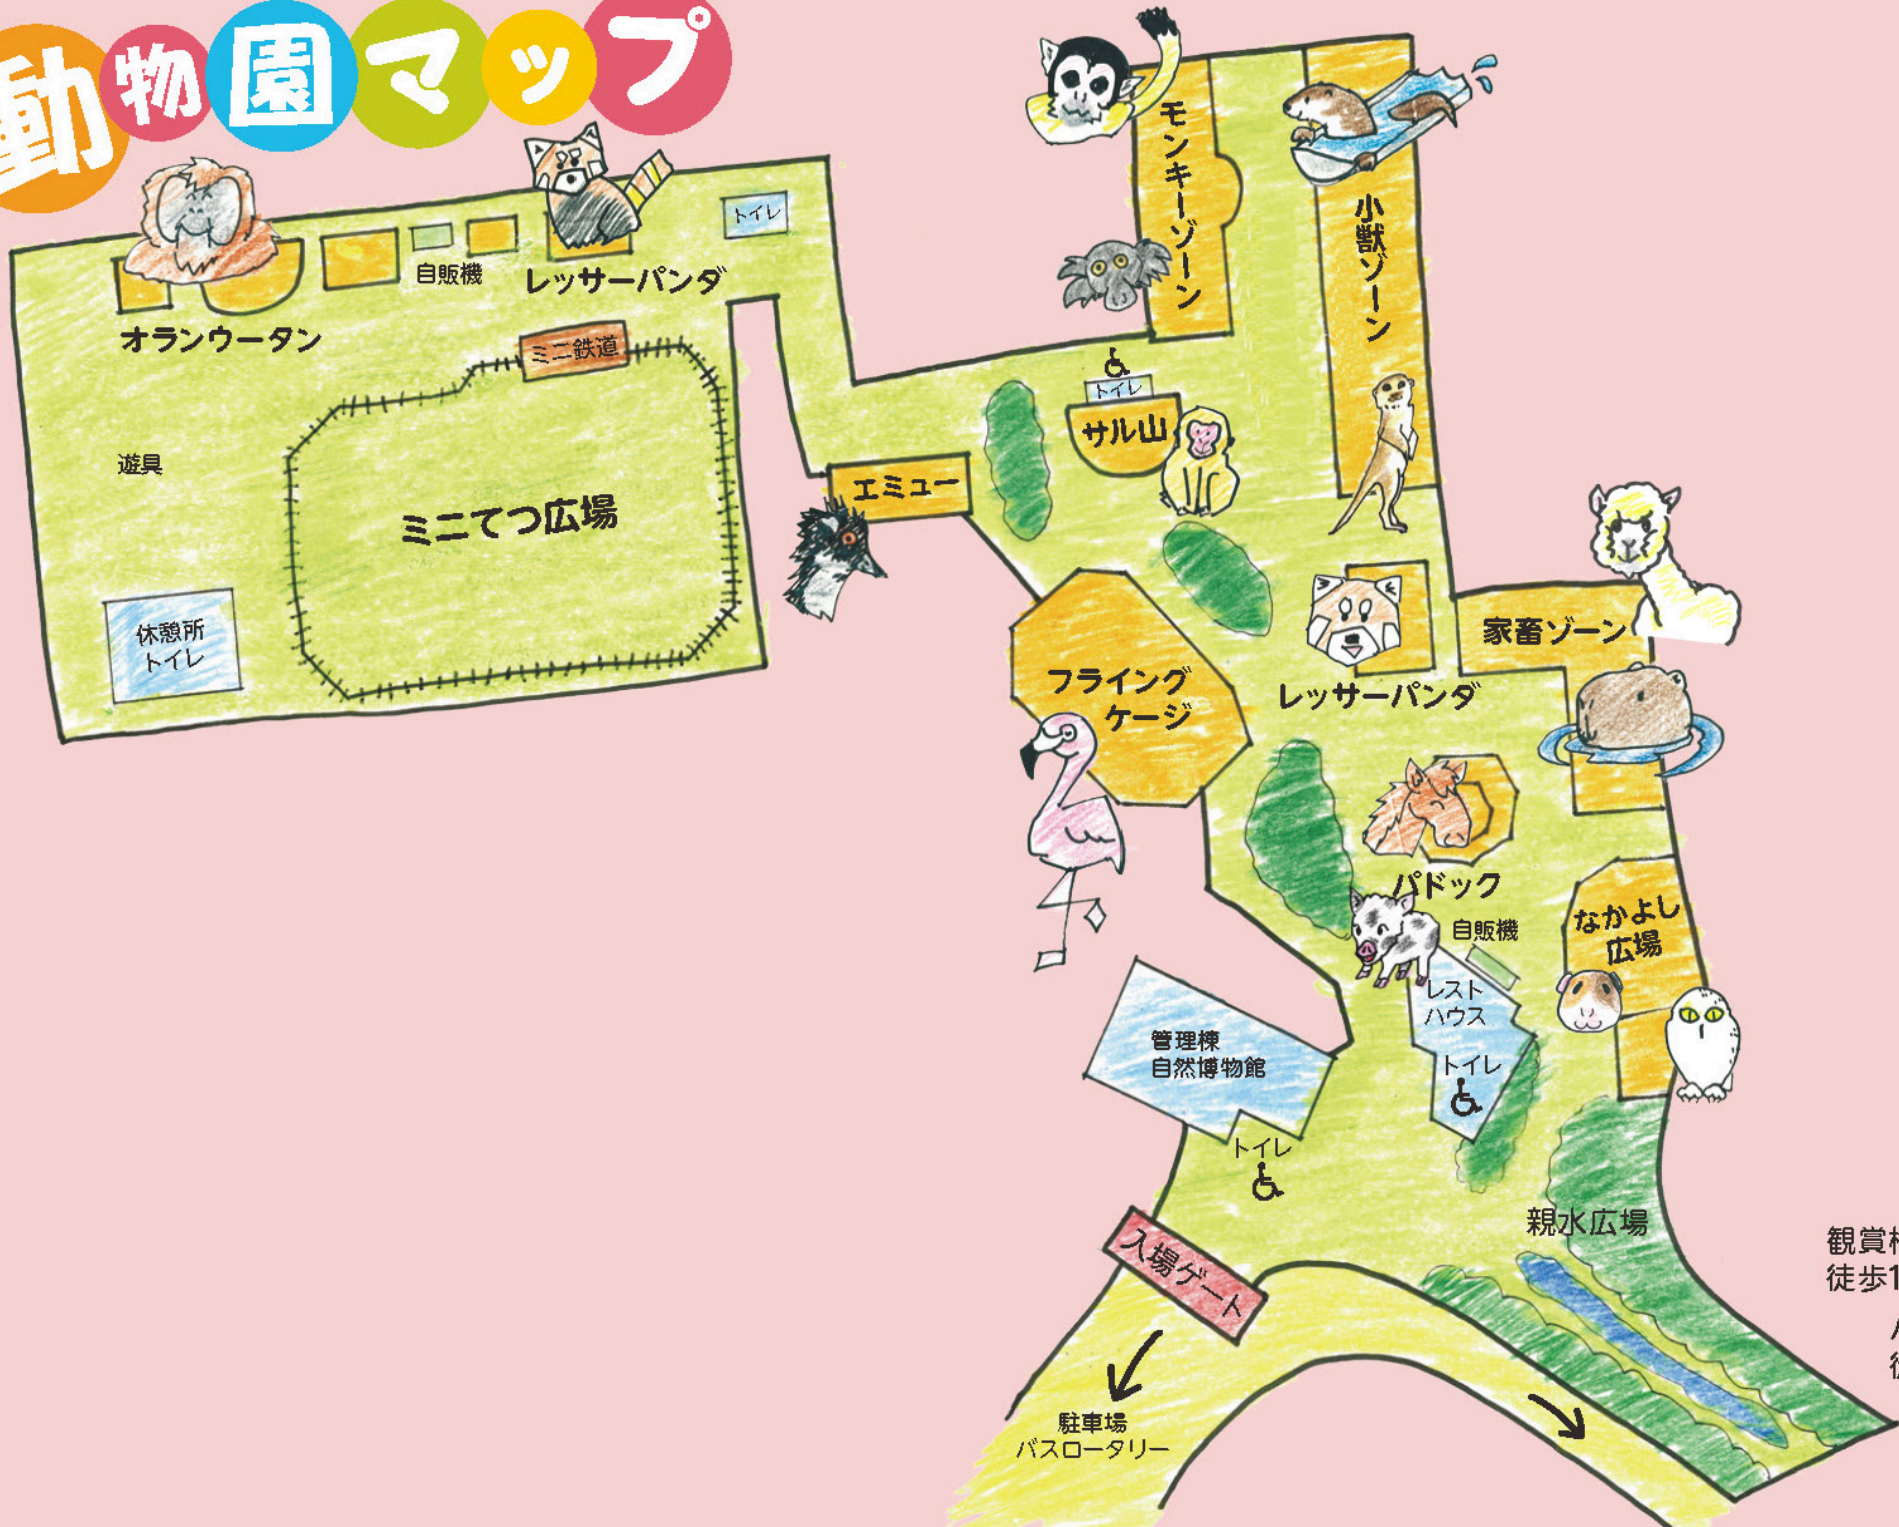 動物園マップ
トイレ
自販機
レッサーパンダ
オランウータン
ミニ鉄道
遊具
ミニてつ広場
休憩所
トイレ
モンキーゾーン
小獣ゾーン
トイレ
サル山
エミュー
フライング
ケージ
レッサーパンダ
家畜ゾーン
パドック
自販機
なかよし
広場
レスト
ハウス
トイレ
管理棟
自然博物館
トイレ
親水広場
入場ゲート
駐車場
バスロータリー
観賞
徒歩1